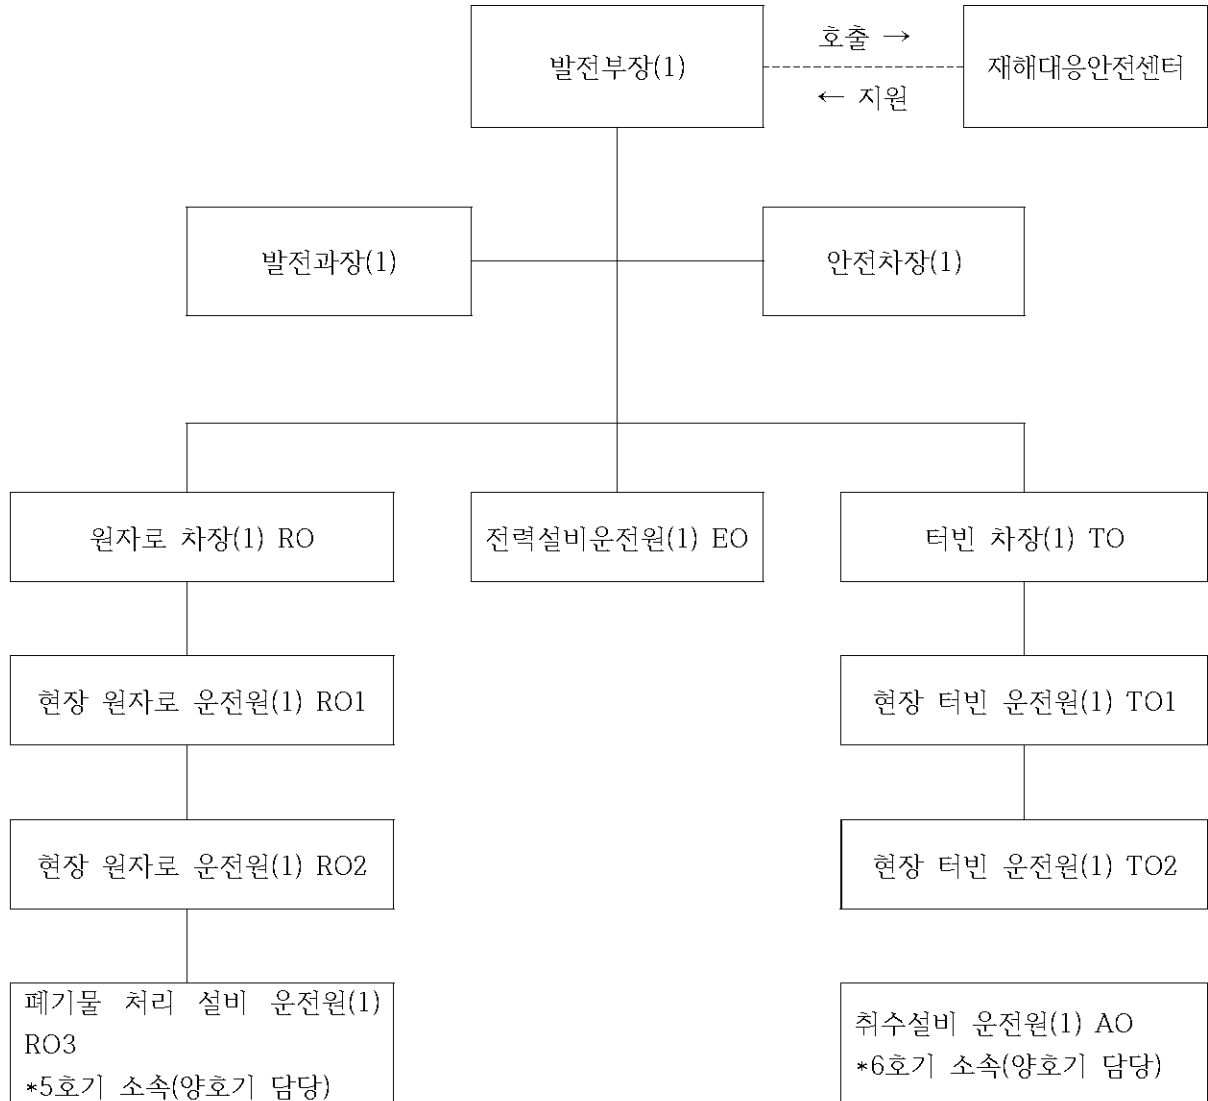 발전부장(1)
호출 →
← 지원
재해대응안전센터
발전과장(1)
안전차장(1)
원자로 차장(1) RO
전력설비운전원(1) EO
터빈 차장(1) TO
현장 원자로 운전원(1) RO1
현장 터빈 운전원(1) TO1
현장 원자로 운전원(1) RO2
현장 터빈 운전원(1) TO2
폐기물 처리 설비 운전원(1)
RO3
*5호기 소속(양호기 담당)
취수설비 운전원(1) AO
*6호기 소속(양호기 담당)